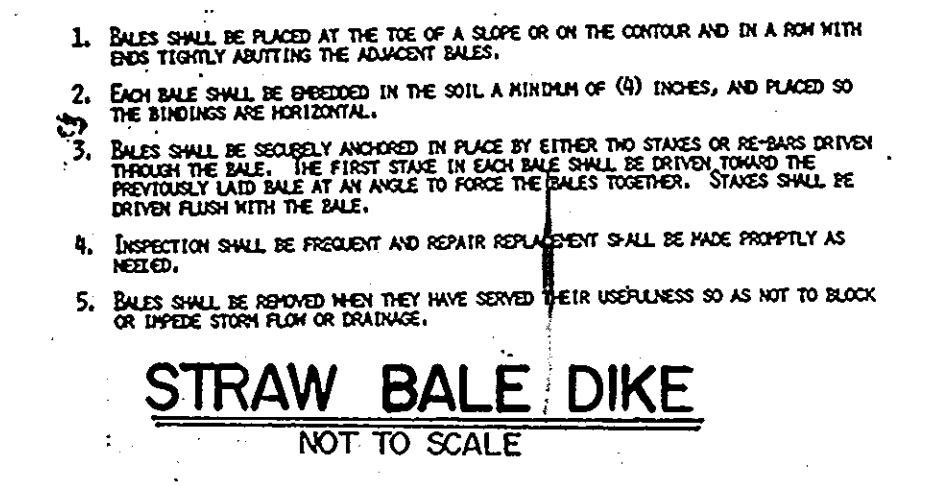 1. BALES SHALL BE PLACED AT THE TOE OF A SLOPE OR ON THE CONTOUR AND IN A ROW WITH
ENDS TIGHTLY ABUTTING THE ADJACENT BALES.
2. EACH BALE SHALL BE EMBEDDED IN THE SOIL A MINIMUM OF (4) INCHES, AND PLACED SO
THE BINDINGS ARE HORIZONTAL.
3. BALES SHALL BE SECURELY ANCHORED IN PLACE BY EITHER TWO STAKES OR RE-BARS DRIVEN
THROUGH THE BALE. THE FIRST STAKE IN EACH BALE SHALL BE DRIVEN TOWARD THE
PREVIOUSLY LAID BALE AT AN ANGLE TO FORCE THE BALES TOGETHER. STAKES SHALL BE
DRIVEN FLUSH WITH THE BALE.
4. INSPECTION SHALL BE FREQUENT AND REPAIR REPLACEMENT SHALL BE MADE PROMPTLY AS
NEEDED.
5. BALES SHALL BE REMOVED WHEN THEY HAVE SERVED THEIR USEFULNESS SO AS NOT TO BLOCK
OR IMPEDE STORM FLOW OR DRAINAGE.
STRAW BALE DIKE
NOT TO SCALE